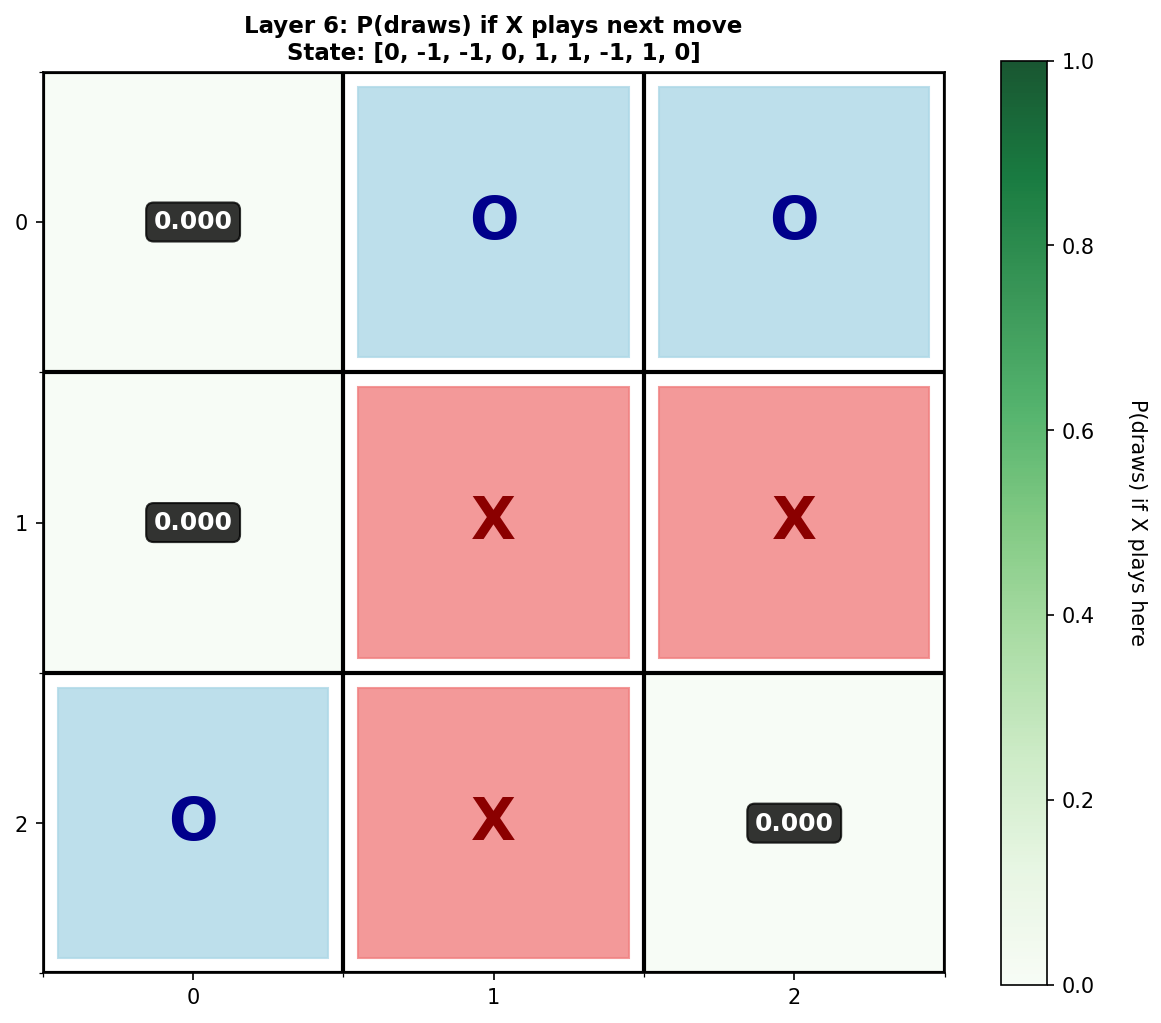 Layer 6: P(draws) if X plays next move
State: [0, -1, -1, 0, 1, 1, -1, 1, 0]
0
0.000
O
O
1
0.000
X
X
2
O
X
0.000
0
1
2
1.0
0.8
0.6
0.4
0.2
0.0
P(draws) if X plays here